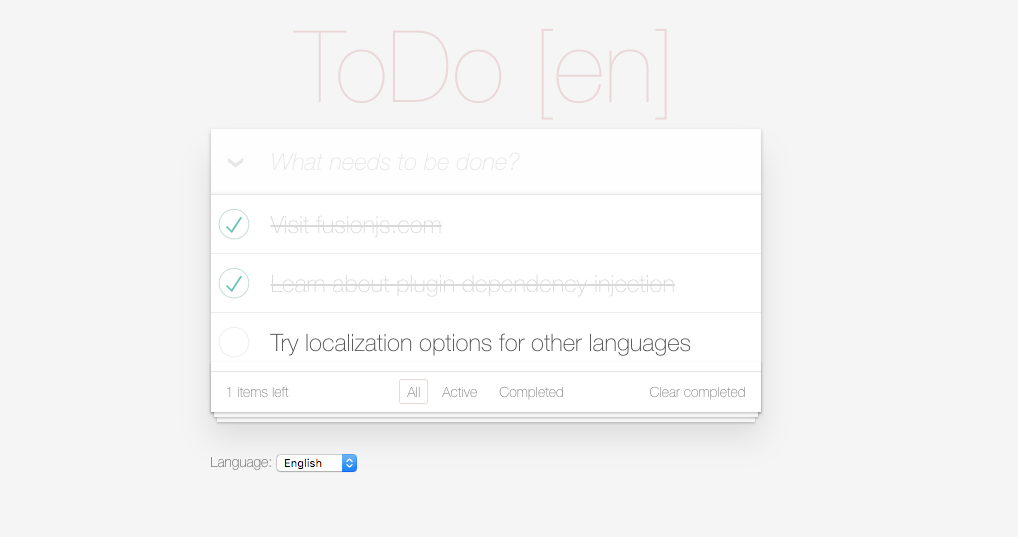 ToDo [en]
What needs to be done?
Visit fusionjs.com
Learn about plugin dependency injection
Try localization options for other languages
1 items left All Active Completed Clear completed
Language: English